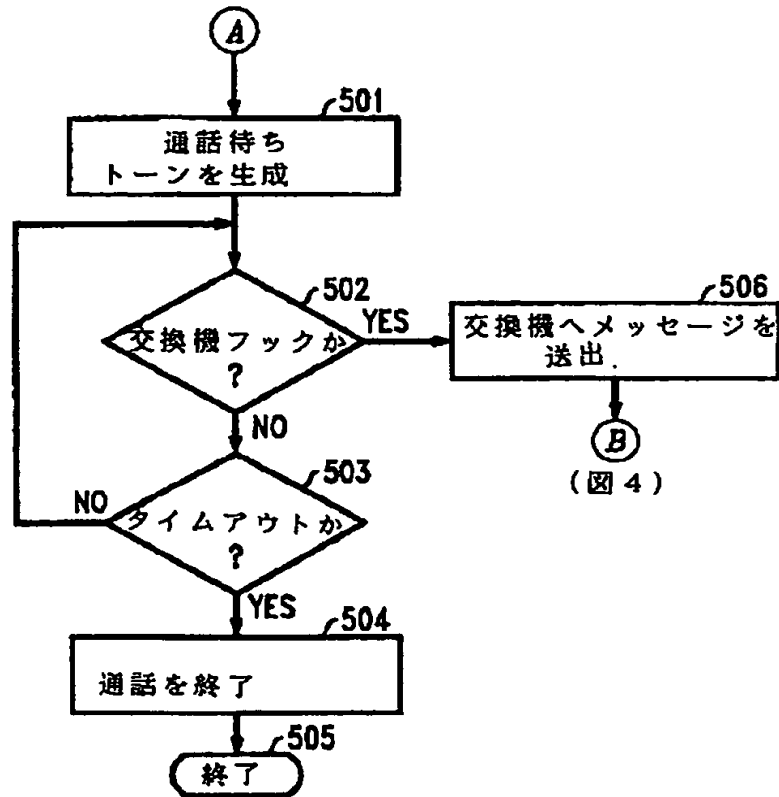 A
501
通話待ち
トーンを生成
502
交換機フックか
?
YES
506
交換機へメッセージを
送出.
B
(図4)
NO
503
タイムアウトか
?
NO
YES
504
通話を終了
505
終了